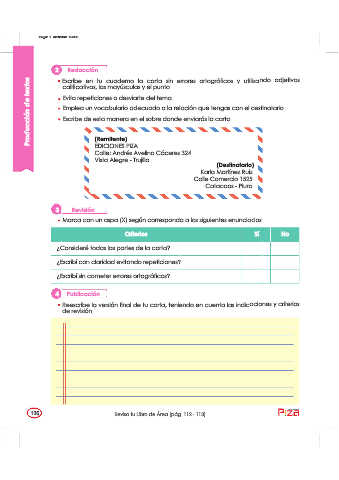 Producción de textos
2 Redacción
• Escribe en tu cuaderno la carta sin errores ortográficos y utilizando adjetivos
calificativos, las mayúsculas y el punto
• Evita repeticiones o desviarte del tema
• Emplea un vocabulario adecuado a la relación que tengas con el destinatario
• Escribe de esta manera en el sobre donde enviarás la carta
(Remitente)
EDICIONES PIZA
Calle: Andrés Avelino Cáceres 324
Vista Alegre - Trujillo
(Destinatario)
Karla Martínez Ruiz
Calle Comercio 1525
Catacaos - Piura
3 Revisión
• Marca con un aspa (X) según corresponda a los siguientes enunciados
Criterios Sí No
¿Consideré todas las partes de la carta?
¿Escribí con claridad evitando repeticiones?
¿Escribí sin cometer errores ortográficos?
4 Publicación
• Reescribe la versión final de tu carta, teniendo en cuenta las indicaciones y criterios
de revisión
Revisa tu Libro de Área (pág. 112 - 113)
PIZA